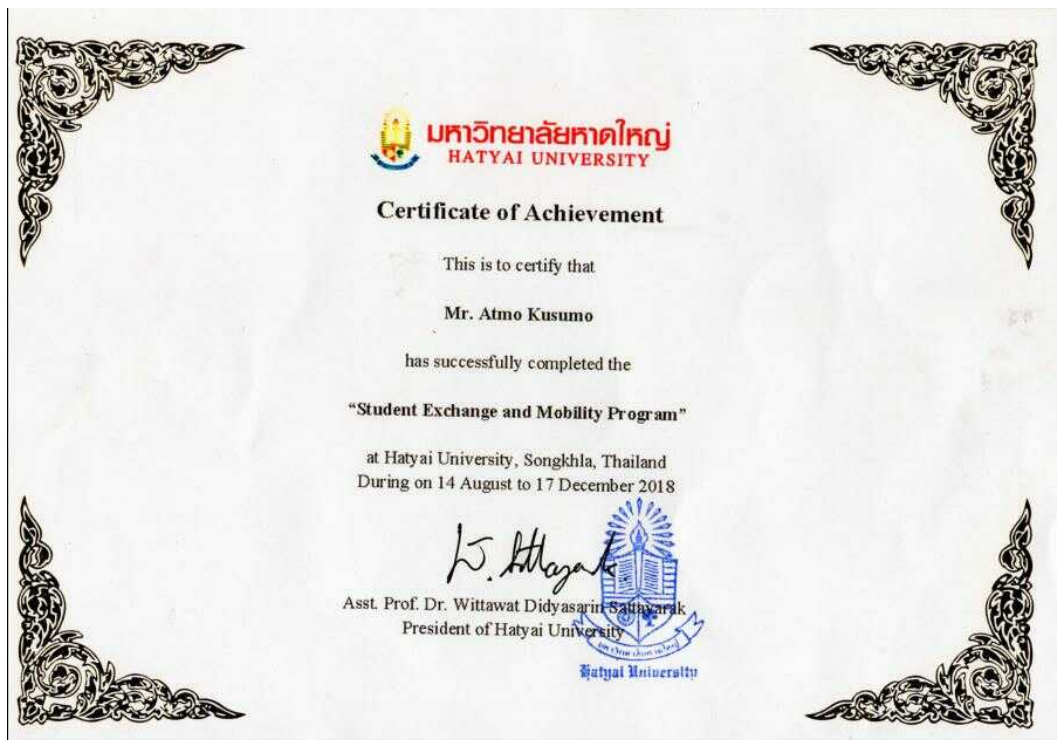 มหาวิทยาลัยหาดใหญ่
HATYAI UNIVERSITY
Certificate of Achievement
This is to certify that
Mr. Atmo Kusumo
has successfully completed the
“Student Exchange and Mobility Program”
at Hatyai University, Songkhla, Thailand
During on 14 August to 17 December 2018
Asst. Prof. Dr. Wittawat Didyasarin Sattayarak
President of Hatyai University
Hatyai University